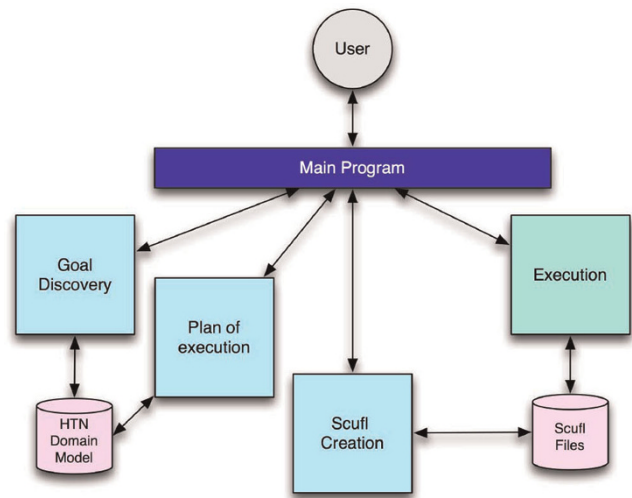 User
Main Program
Goal
Discovery
Plan of
execution
Execution
HTN
Domain
Model
Scufl
Creation
Scufl
Files